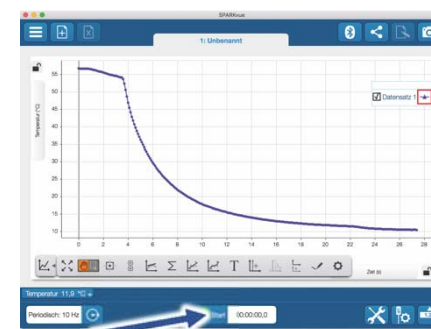 SPARKvue
1: Unbenannt
Temperatur (°C)
55
50
45
40
35
30
25
20
15
10
Datensatz 1
0 2 4 6 8 10 12 14 16 18 20 22 24 26 28
Zeit (s)
Σ
T
Temperatur 11,9 °C
Periodisch: 10 Hz
Start
00:00:00,0